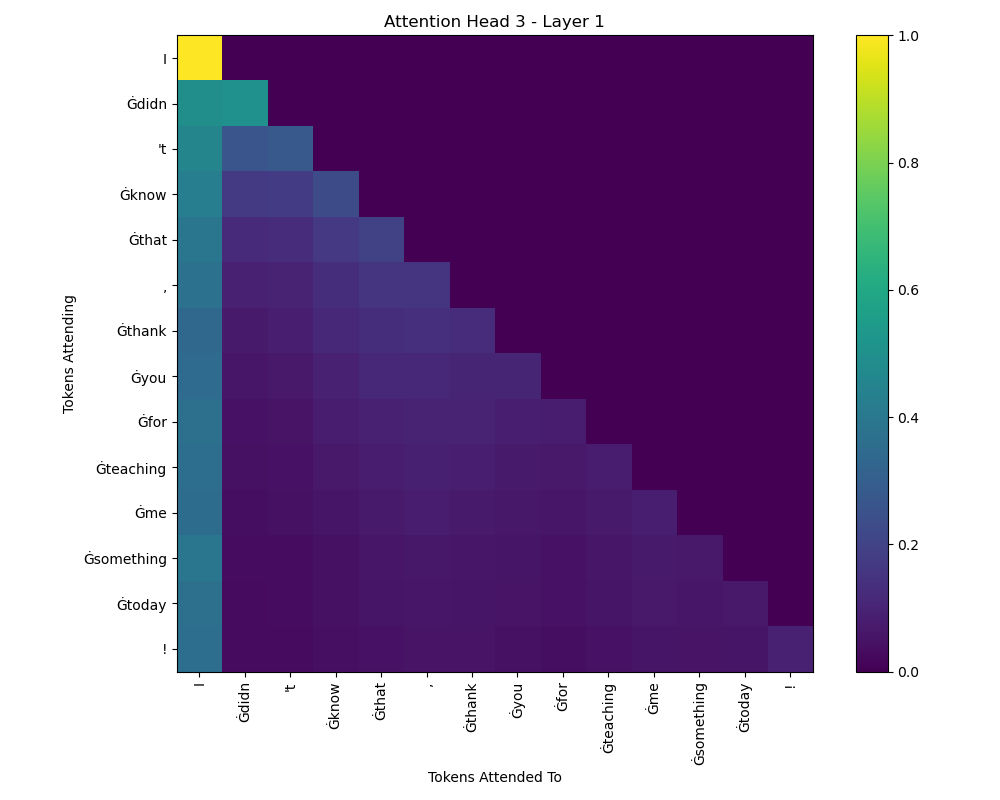 Attention Head 3 - Layer 1
I
Ġdidn
't
Ġknow
Ġthat
,
Ġthank
Ġyou
Ġfor
Ġteaching
Ġme
Ġsomething
Ġtoday
!
Tokens Attending
I
Ġdidn
't
Ġknow
Ġthat
,
Ġthank
Ġyou
Ġfor
Ġteaching
Ġme
Ġsomething
Ġtoday
!
Tokens Attended To
1.0
0.8
0.6
0.4
0.2
0.0